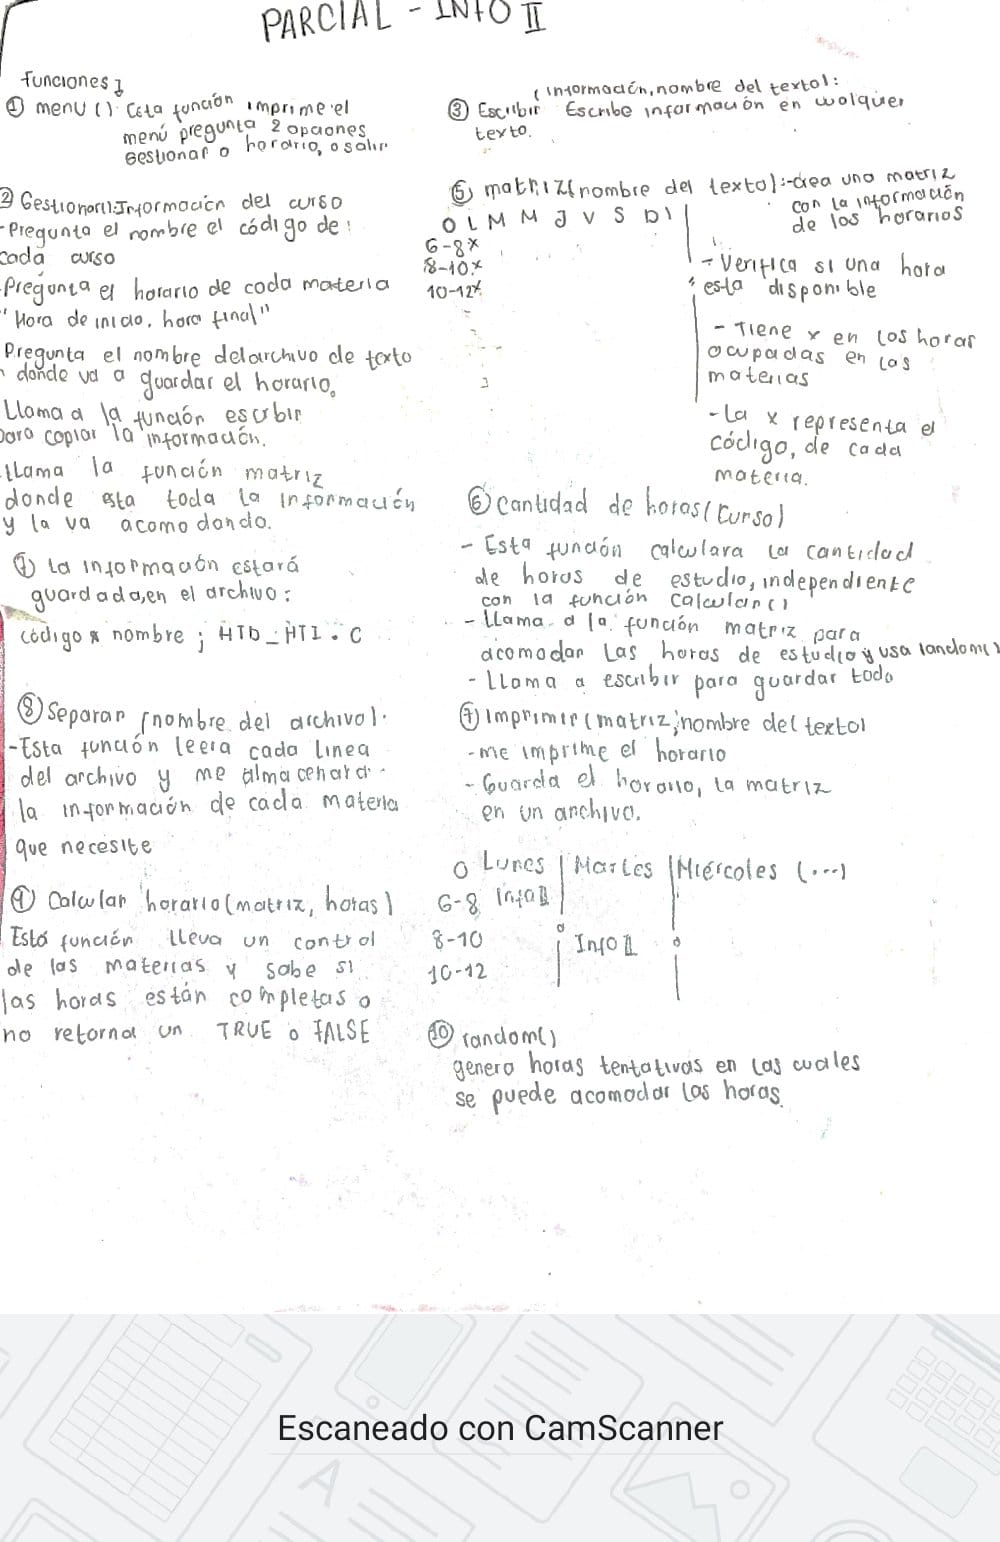 PARCIAL - INFO II
funciones}
① menu (): Esta función imprime el
menú pregunta 2 opciones
Gestionar o horario, o salir
② Gestionar(): Información del curso
- Pregunta el nombre el código de:
cada curso
- Pregunta el horario de cada materia
"Hora de inicio, hora final"
- Pregunta el nombre del archivo de texto
donde va a guardar el horario.
Llama a la función escribir
para copiar la información.
- llama la función matriz
donde esta toda la información
y la va acomodando.
④ La información estará
guardada en el archivo:
código * nombre ; HTD_HTI . C
⑧ Separar (nombre del archivo).
- Esta función leera cada linea
del archivo y me almacenara
la información de cada materia
que necesite
⑨ Calcular horario (matriz, horas)
Está función lleva un control
de las materias y sabe si
las horas están completas o
no retorna un TRUE o FALSE
(información, nombre del texto):
③ Escribir Escribe información en cualquier
texto.
⑤ matriz(nombre del texto): crea una matriz
con la información
de los horarios
O L M M J V S D
6-8 x
8-10 x
10-12 x
- Verifica si una hora
esta disponible
- Tiene x en los horas
ocupadas en las
materias
- La x representa el
código, de cada
materia.
⑥ Cantidad de horas (Curso)
- Esta función calculara la cantidad
de horas de estudio, independiente
con la función Calcular()
- Llama a la función matriz para
acomodar las horas de estudio y usa random()
- Llama a escribir para guardar todo
⑦ Imprimir (matriz, nombre del texto)
- me imprime el horario
- Guarda el horario, la matriz
en un archivo.
O Lunes | Martes | Miércoles (...)
6-8 Info II
8-10 Info II
10-12
⑩ random()
genera horas tentativas en las cuales
se puede acomodar las horas.
Escaneado con CamScanner